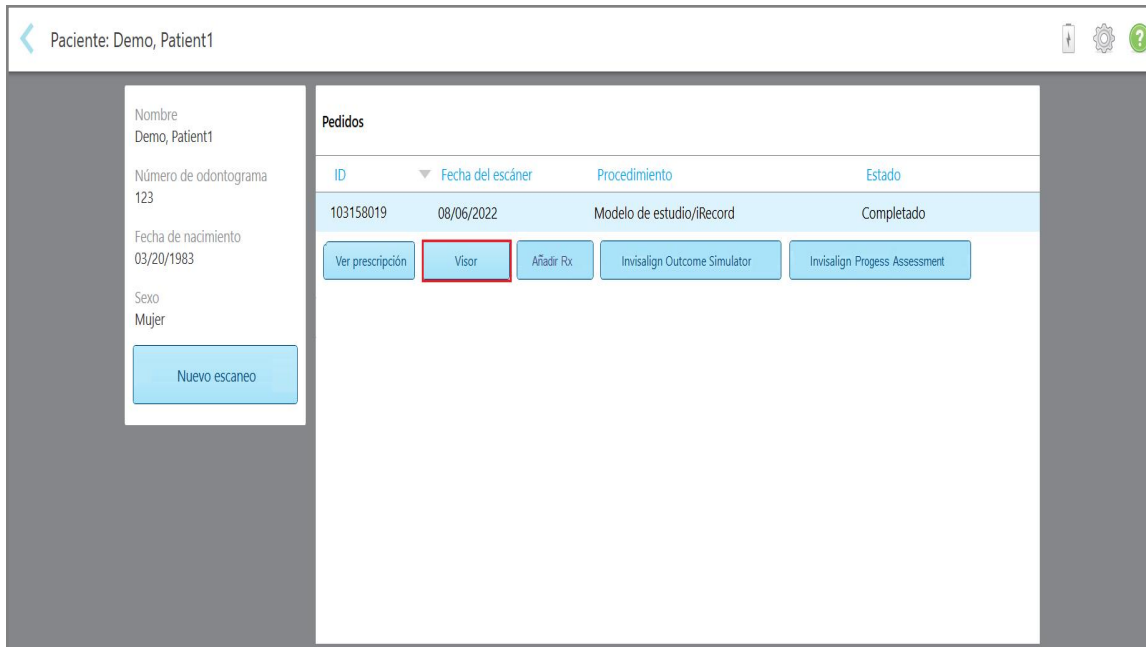 Paciente: Demo, Patient1
?
Nombre
Demo, Patient1
Número de odontograma
123
Fecha de nacimiento
03/20/1983
Sexo
Mujer
Nuevo escaneo
Pedidos
ID Fecha del escáner Procedimiento Estado
103158019 08/06/2022 Modelo de estudio/iRecord Completado
Ver prescripción Visor Añadir Rx Invisalign Outcome Simulator Invisalign Progess Assessment